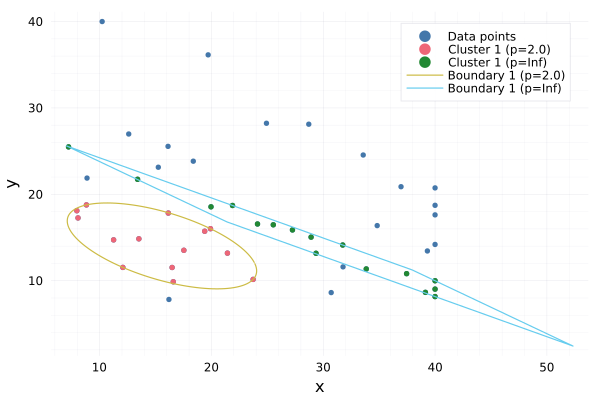 40
30
20
10
10
20
30
40
50
x
y
Data points
Cluster 1 (p=2.0)
Cluster 1 (p=Inf)
Boundary 1 (p=2.0)
Boundary 1 (p=Inf)